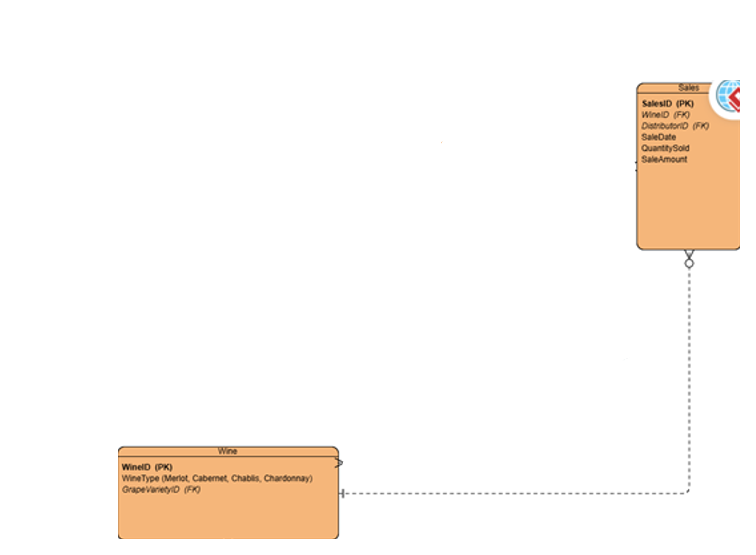 Sales
SalesID (PK)
WineID (FK)
DistributorID (FK)
SaleDate
QuantitySold
SaleAmount
Wine
WineID (PK)
WineType (Merlot, Cabernet, Chablis, Chardonnay)
GrapeVarietyID (FK)